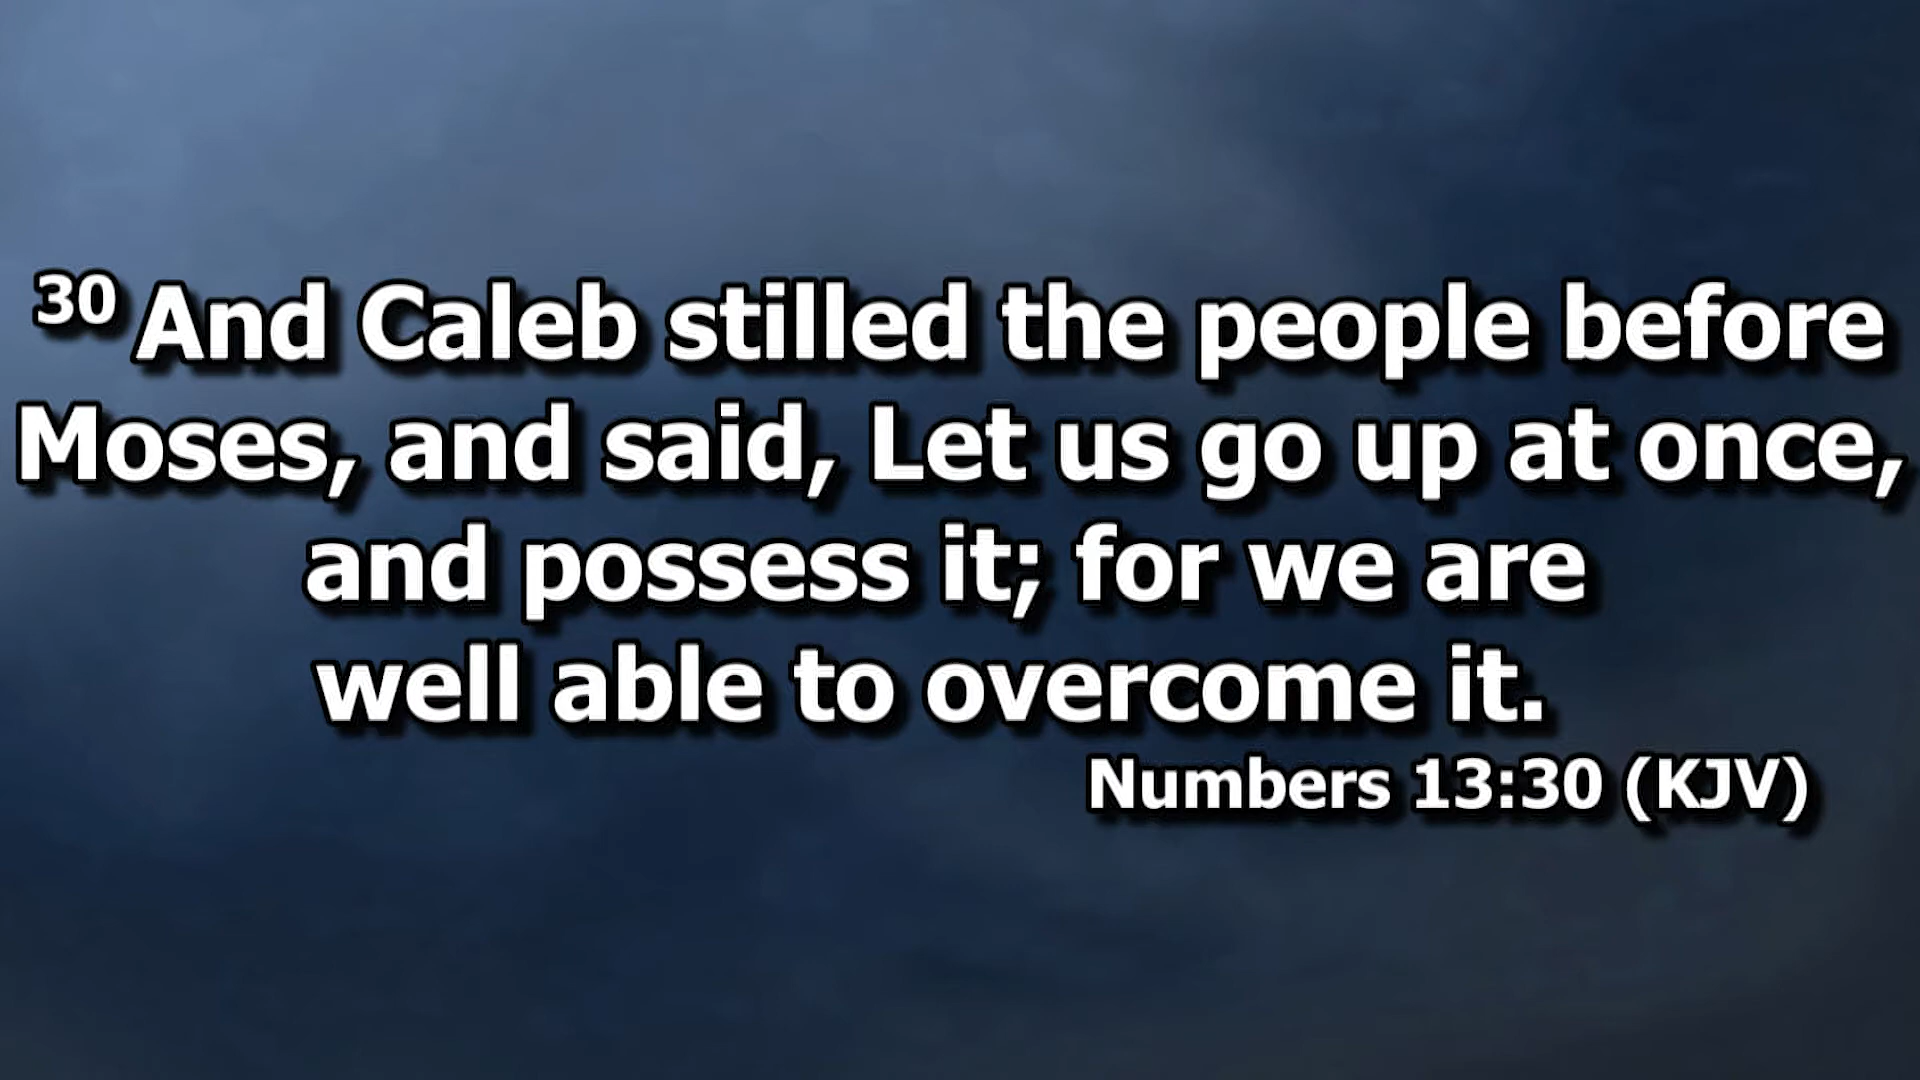 30 And Caleb stilled the people before
Moses, and said, Let us go up at once,
and possess it; for we are
well able to overcome it.
Numbers 13:30 (KJV)